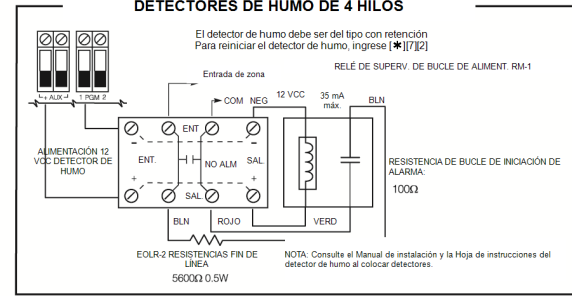 DETECTORES DE HUMO DE 4 HILOS
El detector de humo debe ser del tipo con retención
Para reiniciar el detector de humo, ingrese [✱][7][2]
Entrada de zona
RELÉ DE SUPERV. DE BUCLE DE ALIMENT. RM-1
+ AUX -
1 PGM 2
COM NEG
12 VCC
35 mA
máx.
BLN
ENT
ALIMENTACIÓN 12
VCC DETECTOR DE
HUMO
ENT.
NO ALM
SAL.
RESISTENCIA DE BUCLE DE INICIACIÓN DE
ALARMA:
100Ω
- -
+ +
SAL.
BLN
ROJO
VERD
EOLR-2 RESISTENCIAS FIN DE
LÍNEA
5600Ω 0.5W
NOTA: Consulte el Manual de instalación y la Hoja de instrucciones del
detector de humo al colocar detectores.